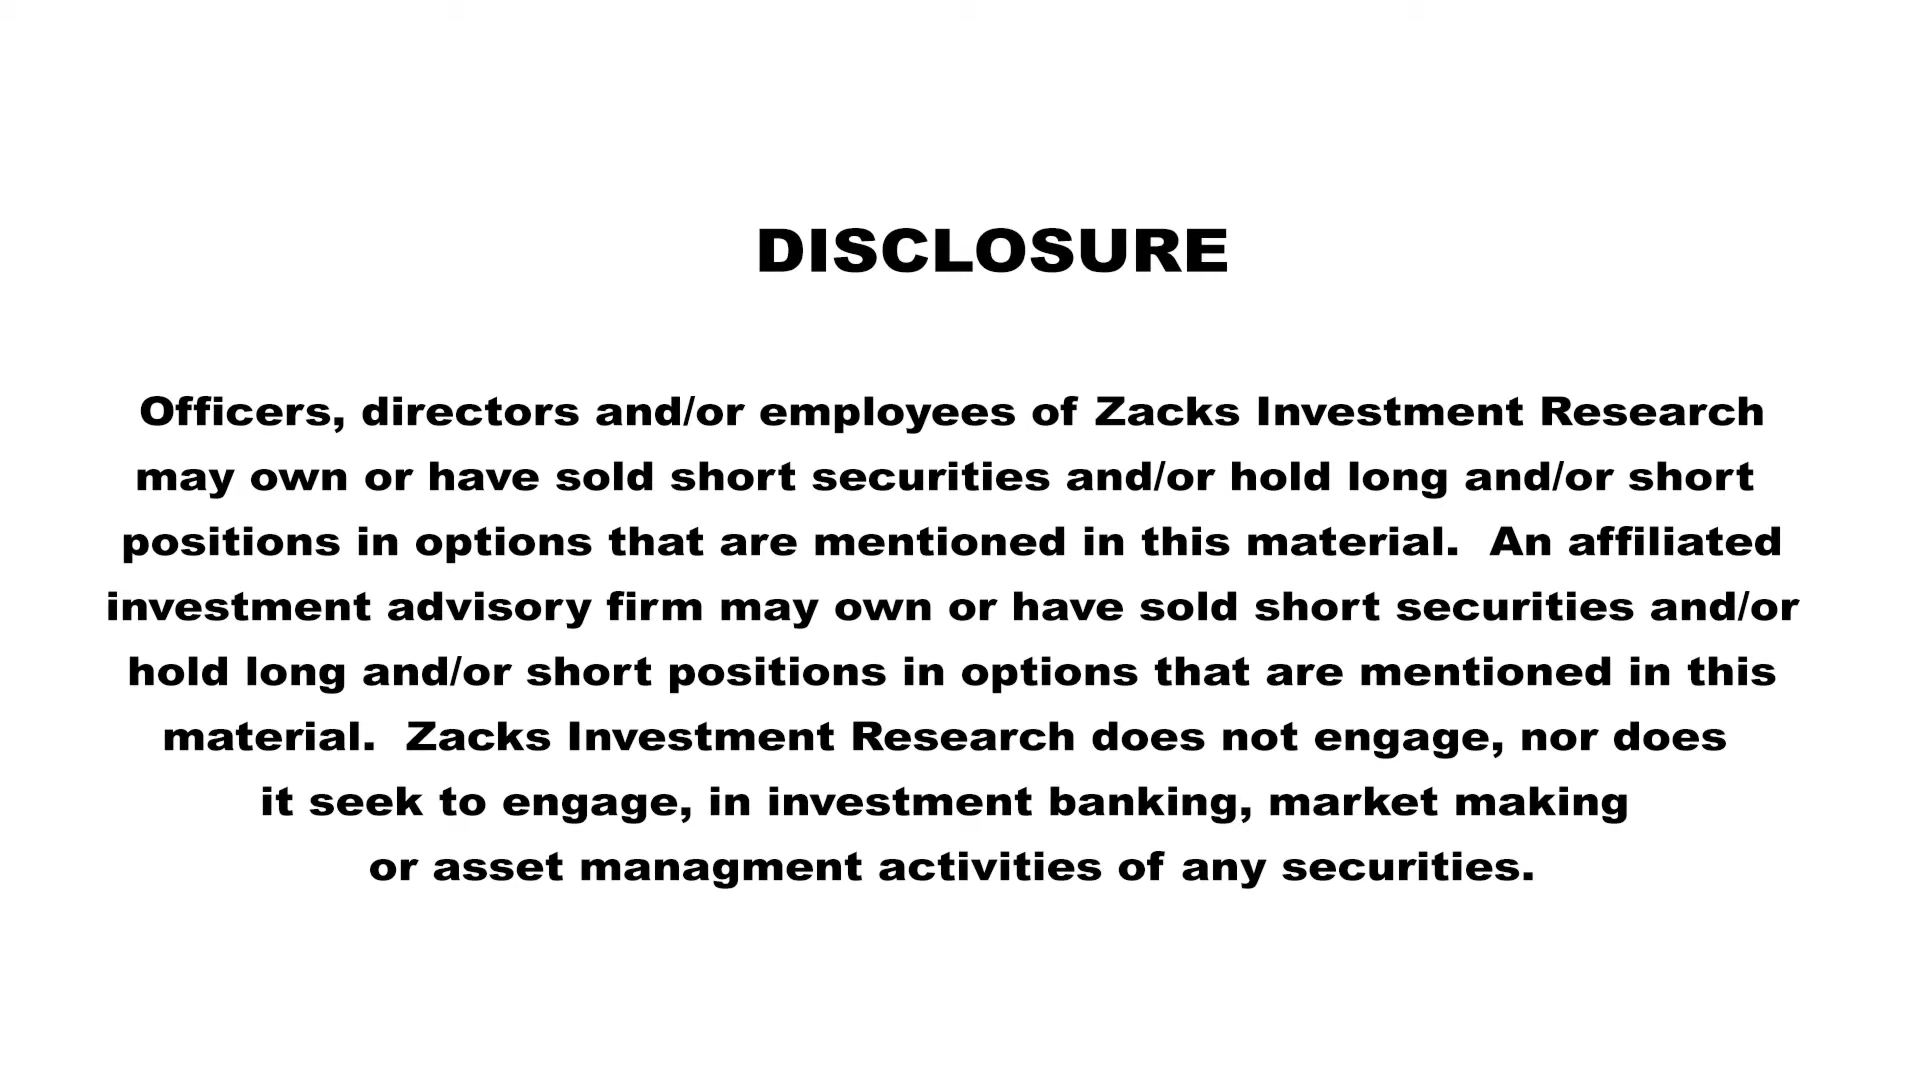 DISCLOSURE
Officers, directors and/or employees of Zacks Investment Research
may own or have sold short securities and/or hold long and/or short
positions in options that are mentioned in this material.  An affiliated
investment advisory firm may own or have sold short securities and/or
hold long and/or short positions in options that are mentioned in this
material.  Zacks Investment Research does not engage, nor does
it seek to engage, in investment banking, market making
or asset managment activities of any securities.